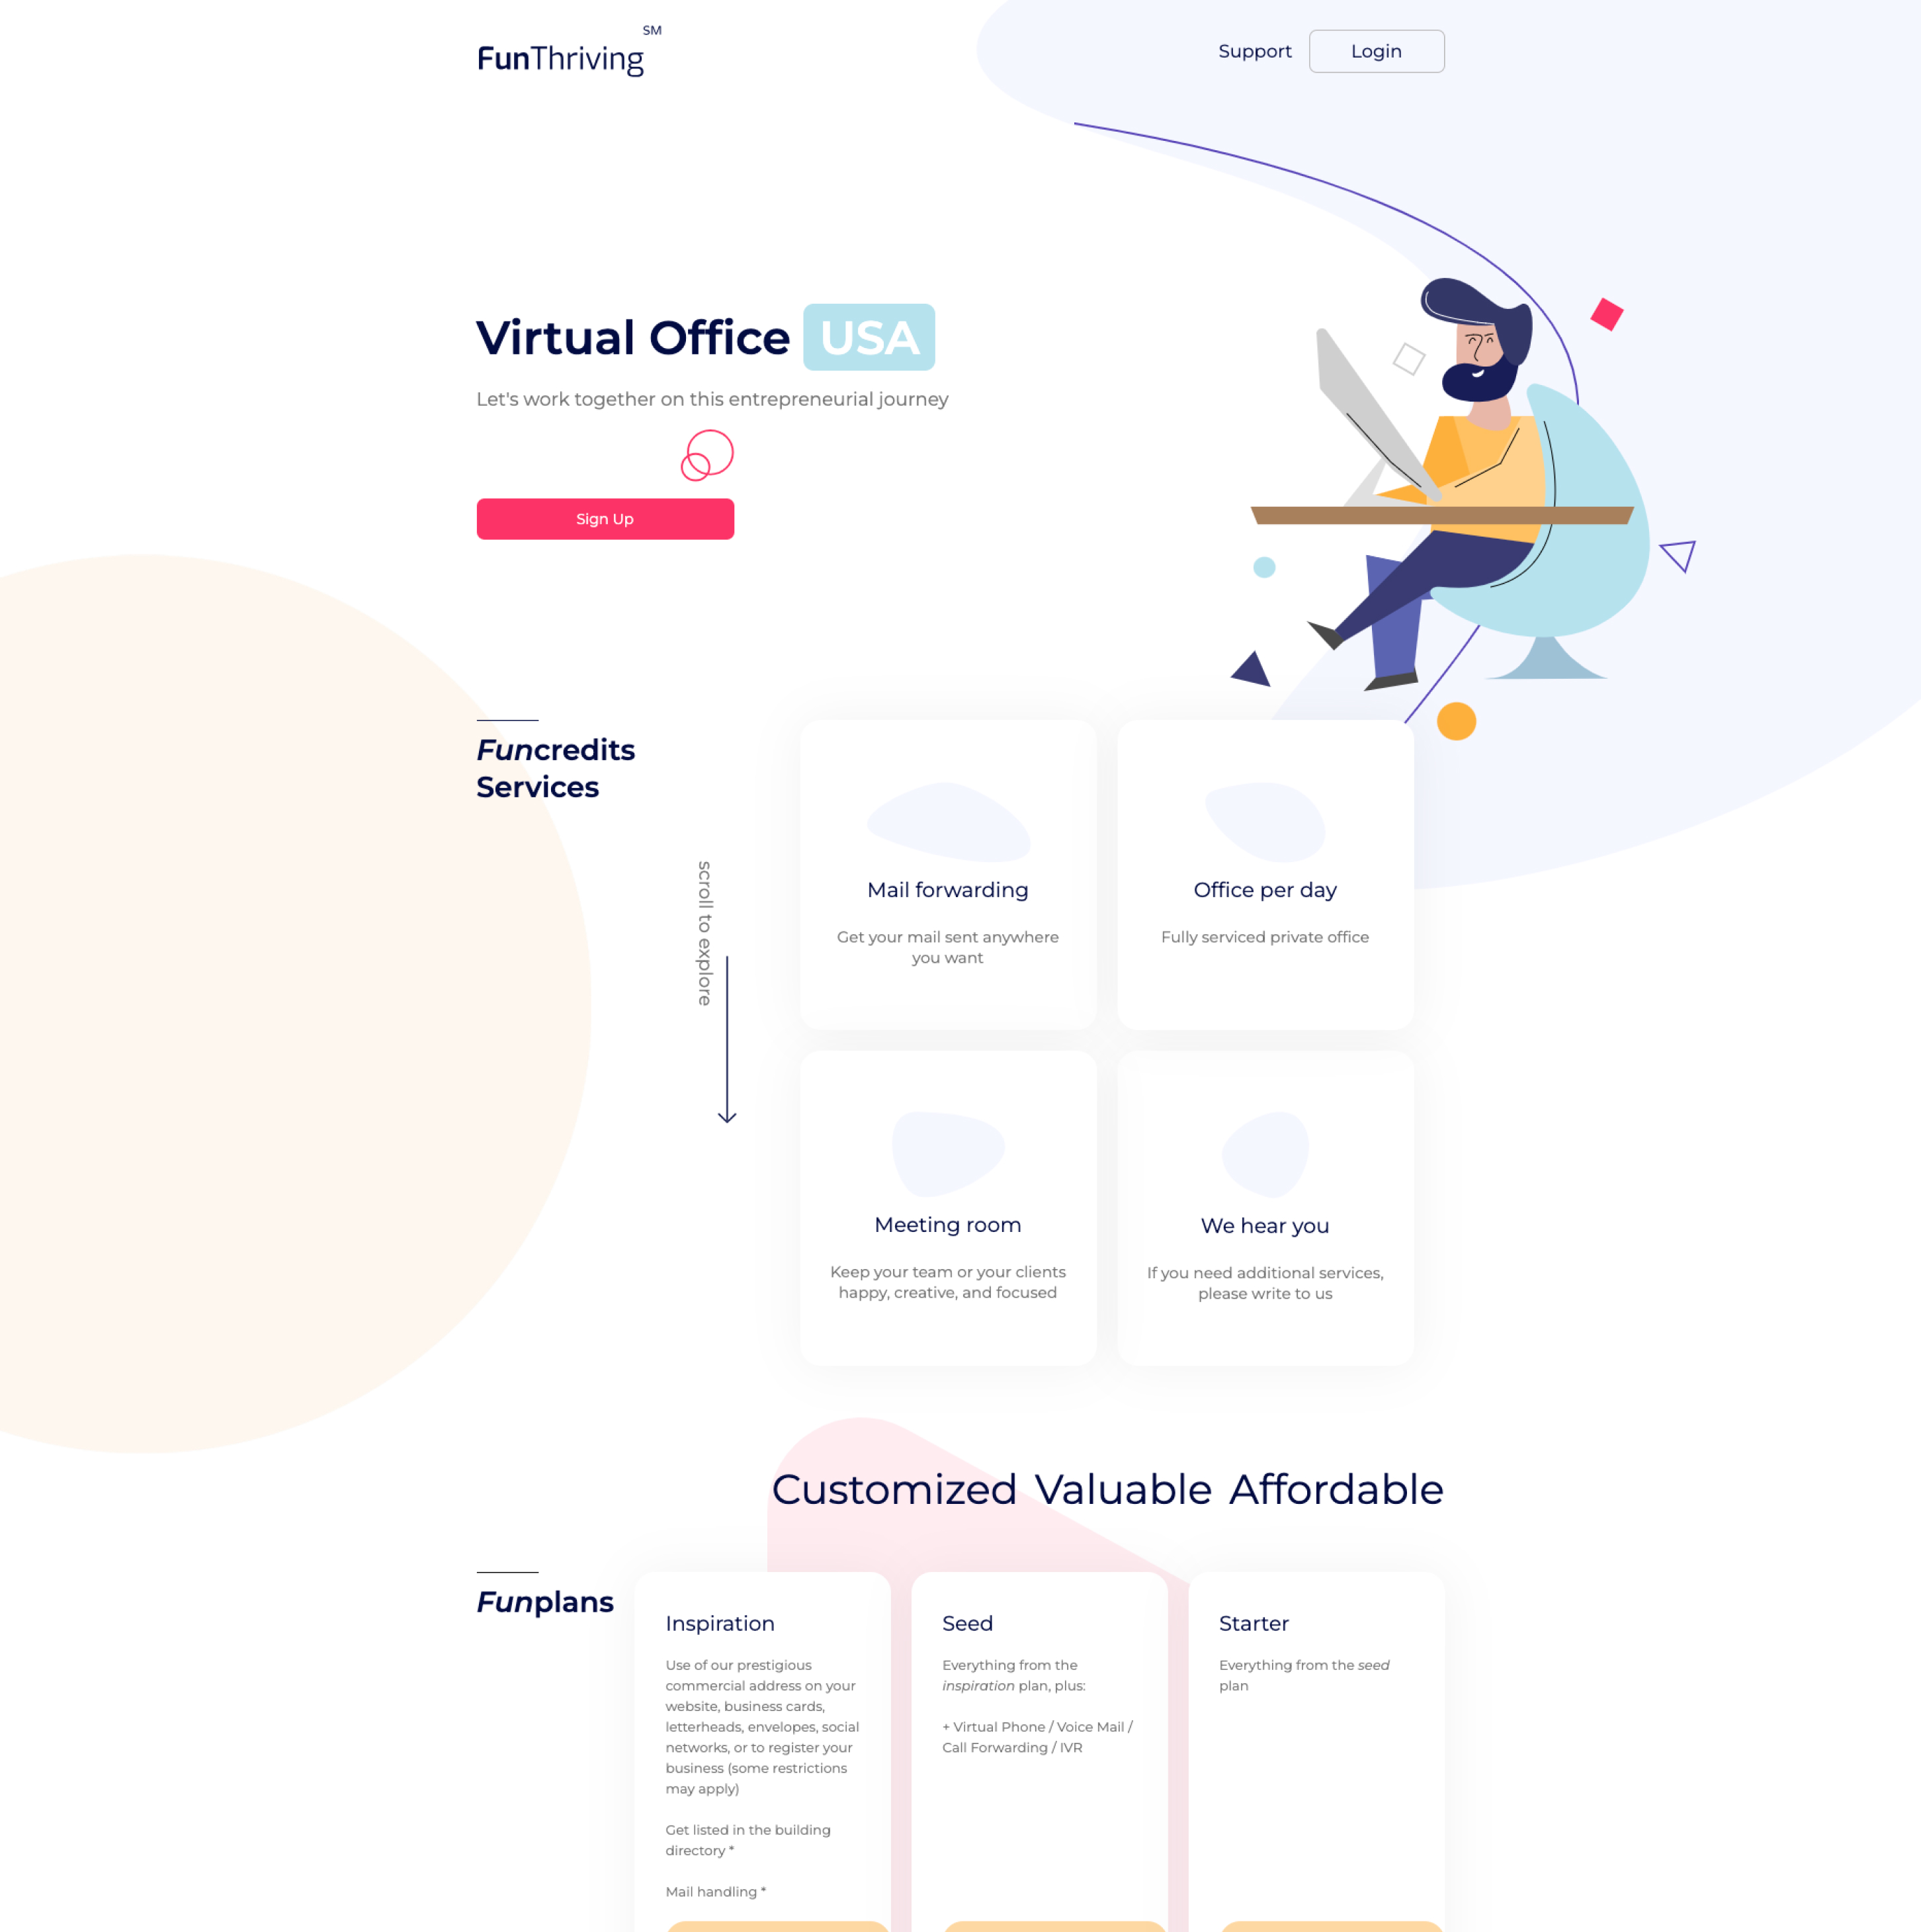 FunThriving SM
Support
Login
Virtual Office USA
Let's work together on this entrepreneurial journey
Sign Up
Funcredits
Services
scroll to explore
Mail forwarding
Get your mail sent anywhere
you want
Office per day
Fully serviced private office
Meeting room
Keep your team or your clients
happy, creative, and focused
We hear you
If you need additional services,
please write to us
Customized Valuable Affordable
Funplans
Inspiration
Use of our prestigious
commercial address on your
website, business cards,
letterheads, envelopes, social
networks, or to register your
business (some restrictions
may apply)
Get listed in the building
directory *
Mail handling *
Seed
Everything from the
inspiration plan, plus:
+ Virtual Phone / Voice Mail /
Call Forwarding / IVR
Starter
Everything from the seed
plan